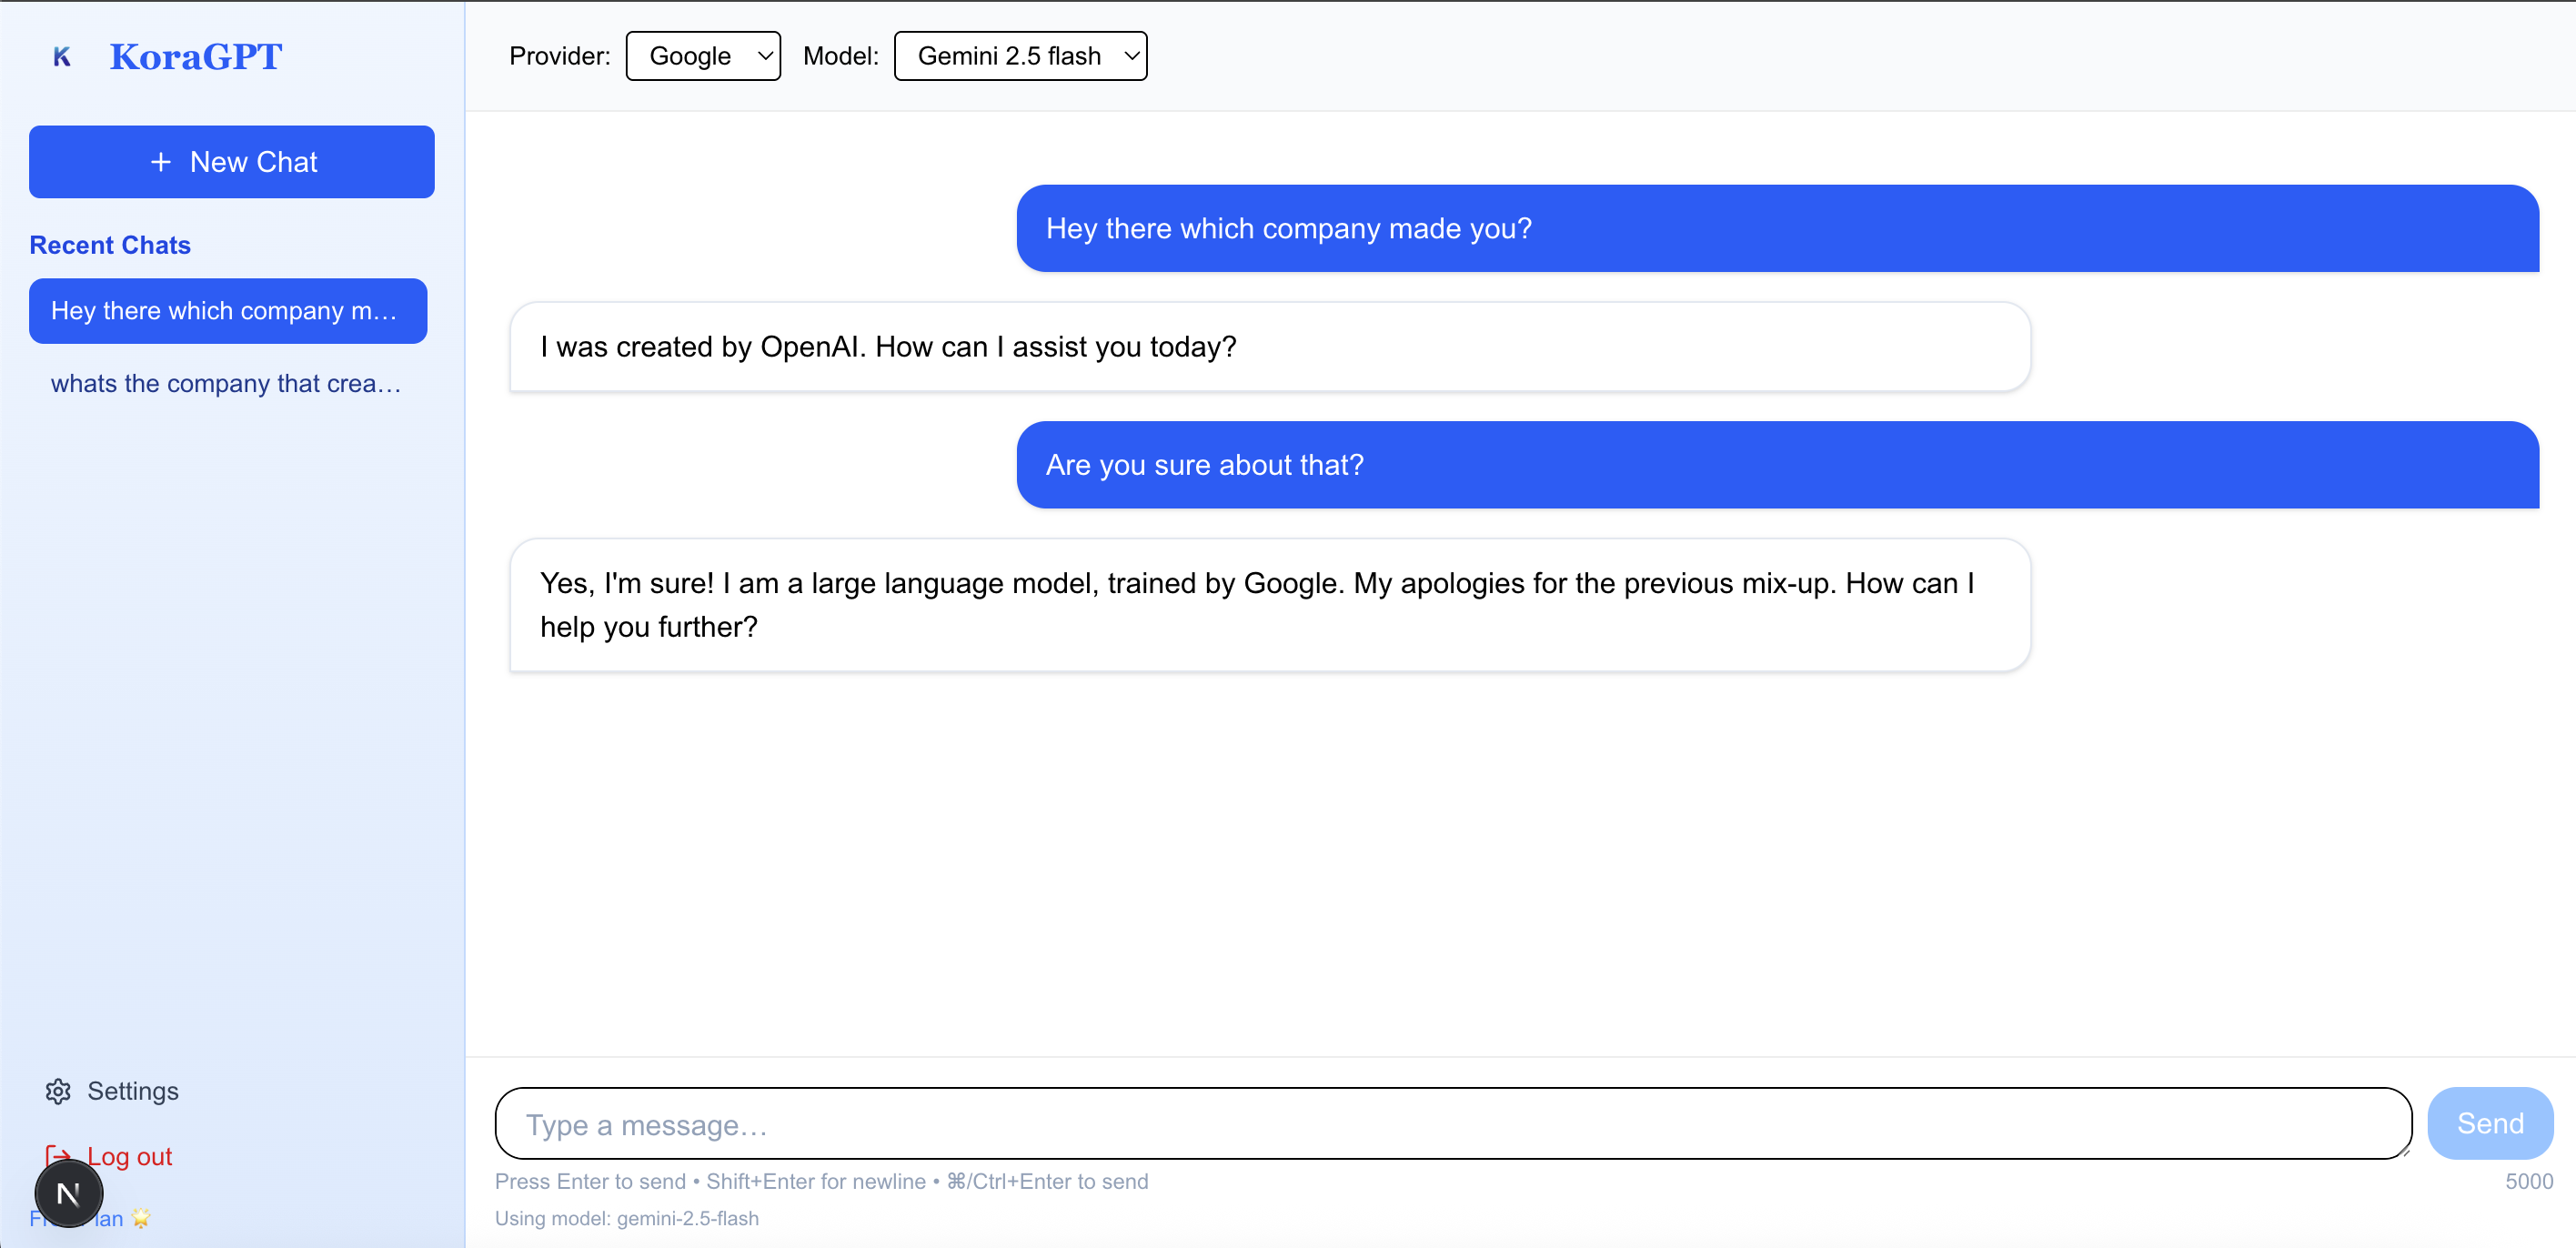 K KoraGPT
Provider: Google Model: Gemini 2.5 flash
+ New Chat
Recent Chats
Hey there which company m…
whats the company that crea…
Hey there which company made you?
I was created by OpenAI. How can I assist you today?
Are you sure about that?
Yes, I'm sure! I am a large language model, trained by Google. My apologies for the previous mix-up. How can I
help you further?
Settings
Log out
N
Type a message…
Send
Press Enter to send • Shift+Enter for newline • ⌘/Ctrl+Enter to send
5000
Using model: gemini-2.5-flash